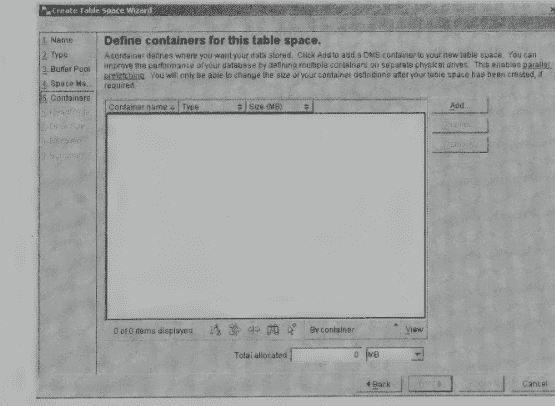 Create Table Space Wizard
1. Name
2. Type
3. Buffer Pool
4. Space Ma...
5. Containers
Define containers for this table space.
A container defines where you want your data stored. Click Add to add a DMS container to your new table space. You can
improve the performance of your database by defining multiple containers on separate physical drives. This enables parallel
prefetching. You will only be able to change the size of your container definitions after your table space has been created, if
required.
Container name Type Size (MB)
Add
0 of 0 items displayed By container View
Total allocated 0 MB
Back Cancel